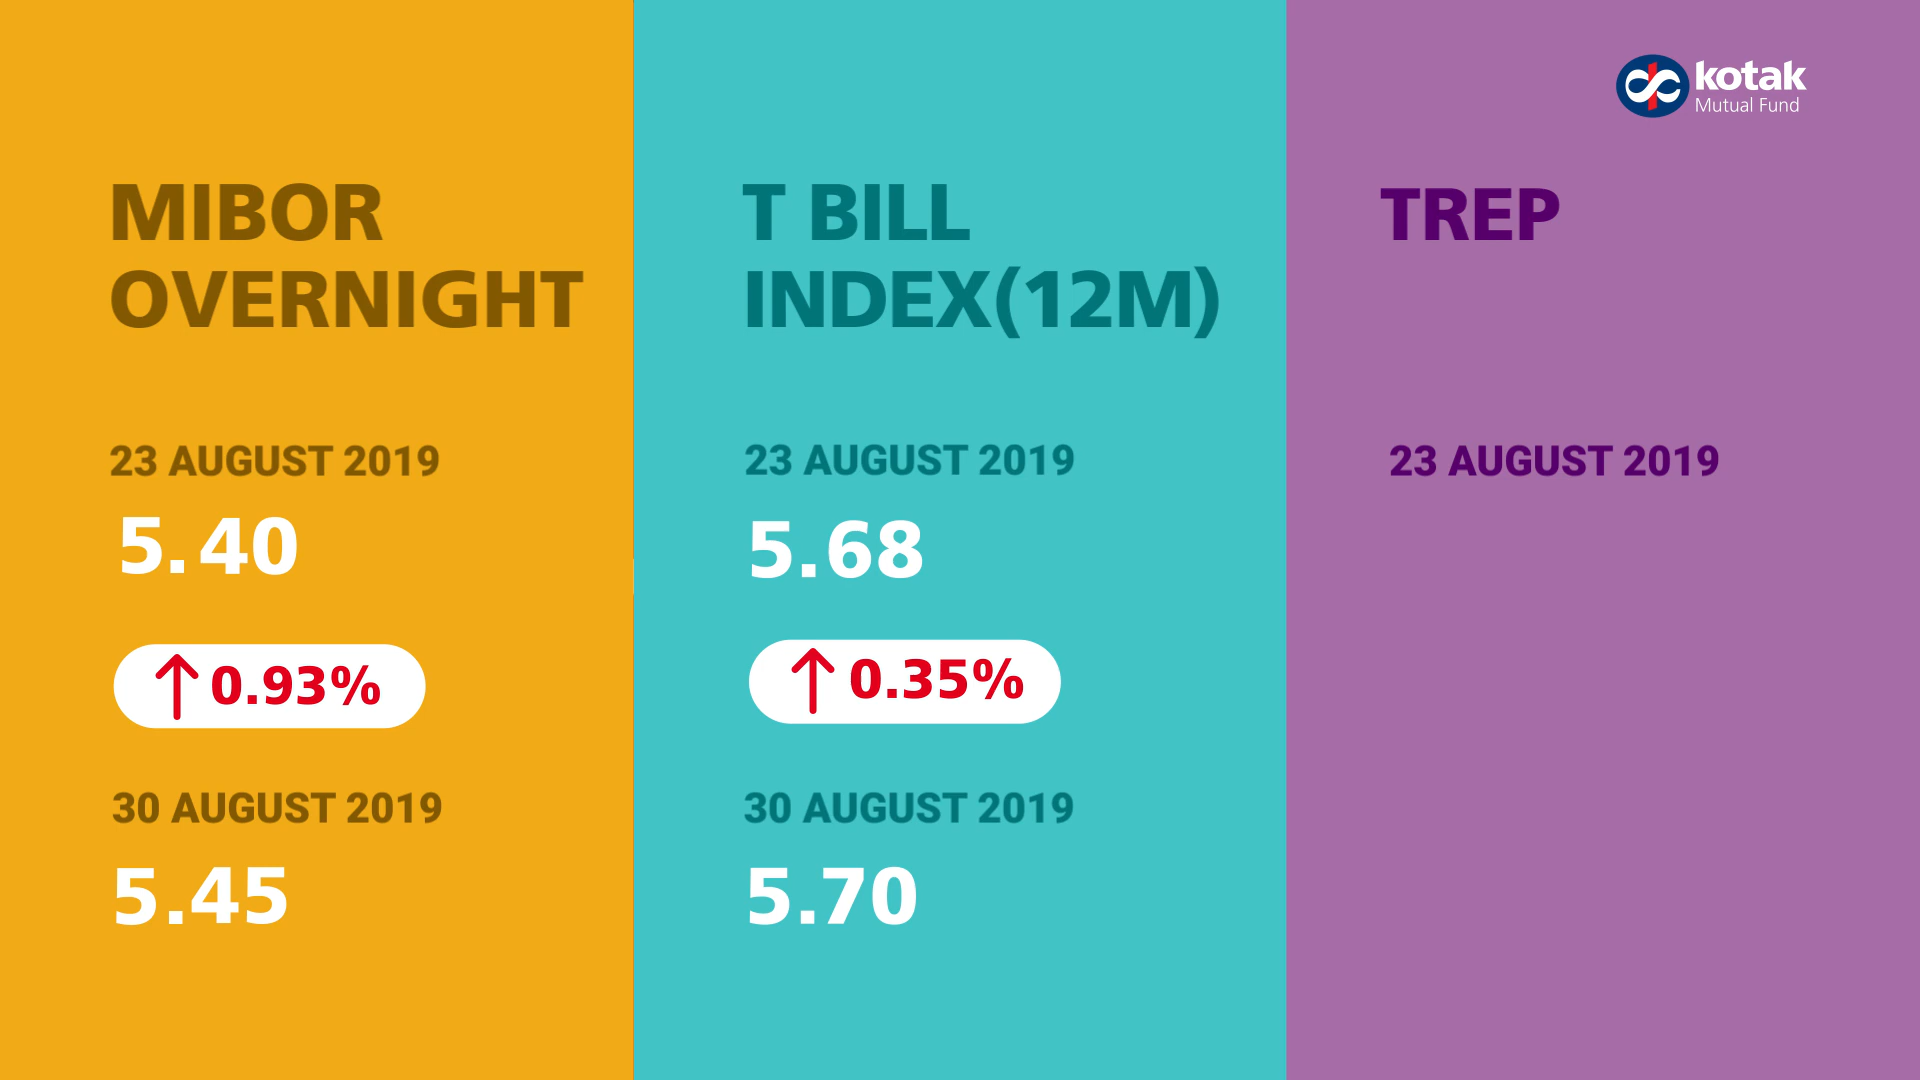 kotak
Mutual Fund
MIBOR
OVERNIGHT
23 AUGUST 2019
5.40
↑ 0.93%
30 AUGUST 2019
5.45
T BILL
INDEX(12M)
23 AUGUST 2019
5.68
↑ 0.35%
30 AUGUST 2019
5.70
TREP
23 AUGUST 2019